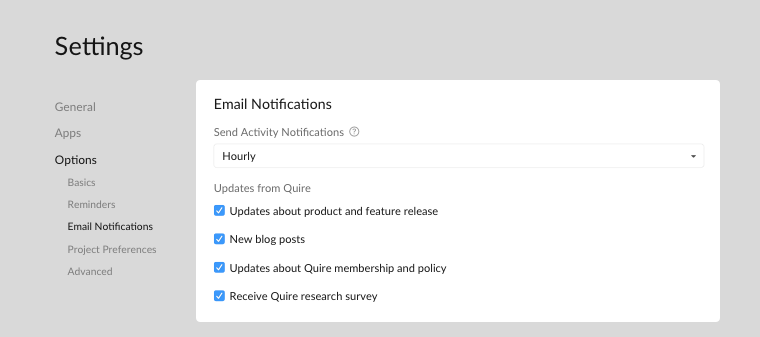 Settings
General
Apps
Options
Basics
Reminders
Email Notifications
Project Preferences
Advanced
Email Notifications
Send Activity Notifications ?
Hourly
Updates from Quire
Updates about product and feature release
New blog posts
Updates about Quire membership and policy
Receive Quire research survey